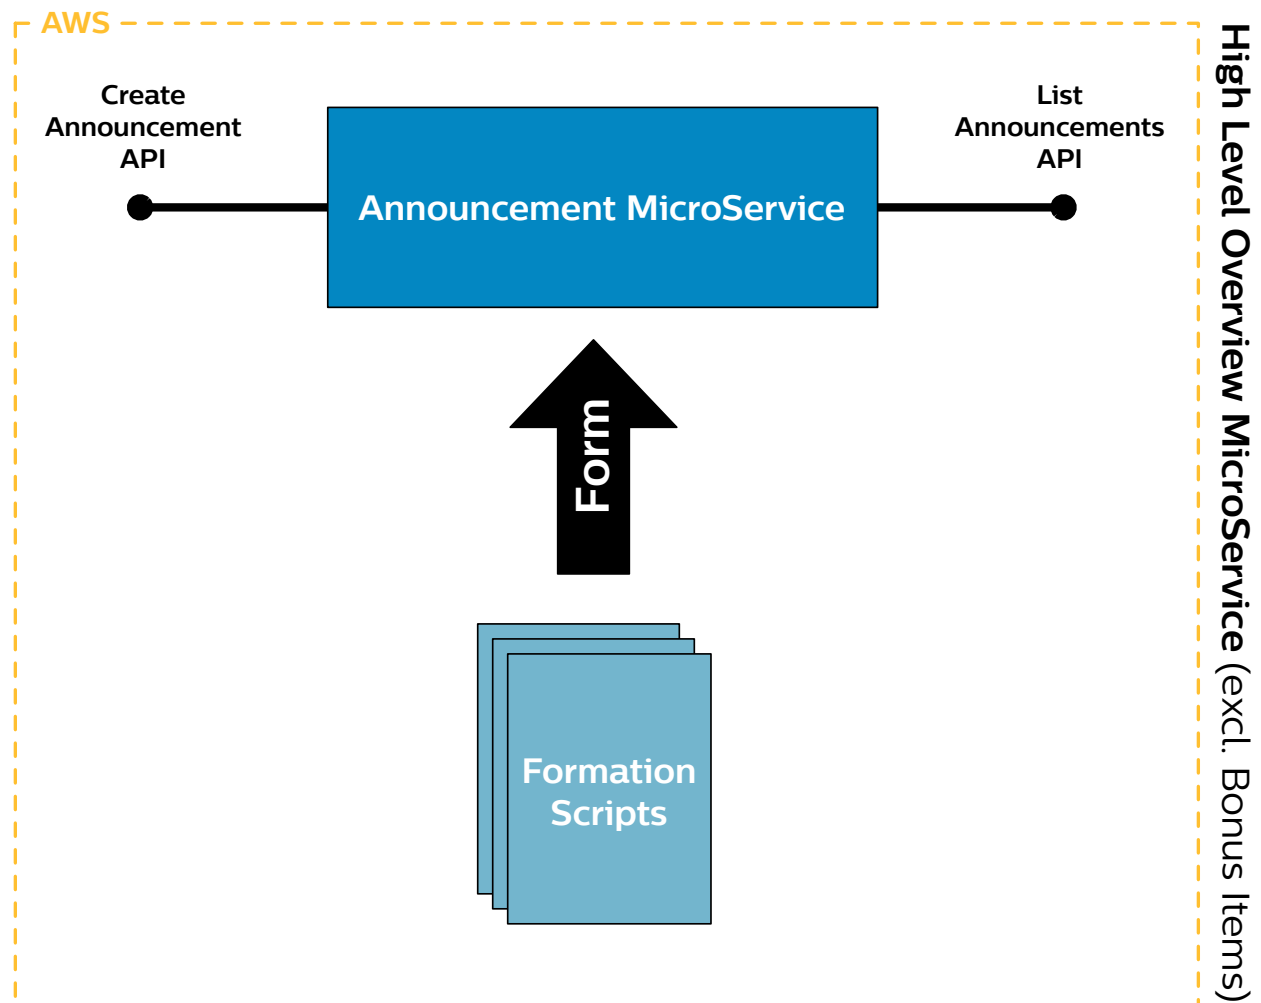 AWS
Create
Announcement
API
Announcement MicroService
List
Announcements
API
Form
Formation
Scripts
High Level Overview MicroService (excl. Bonus Items)